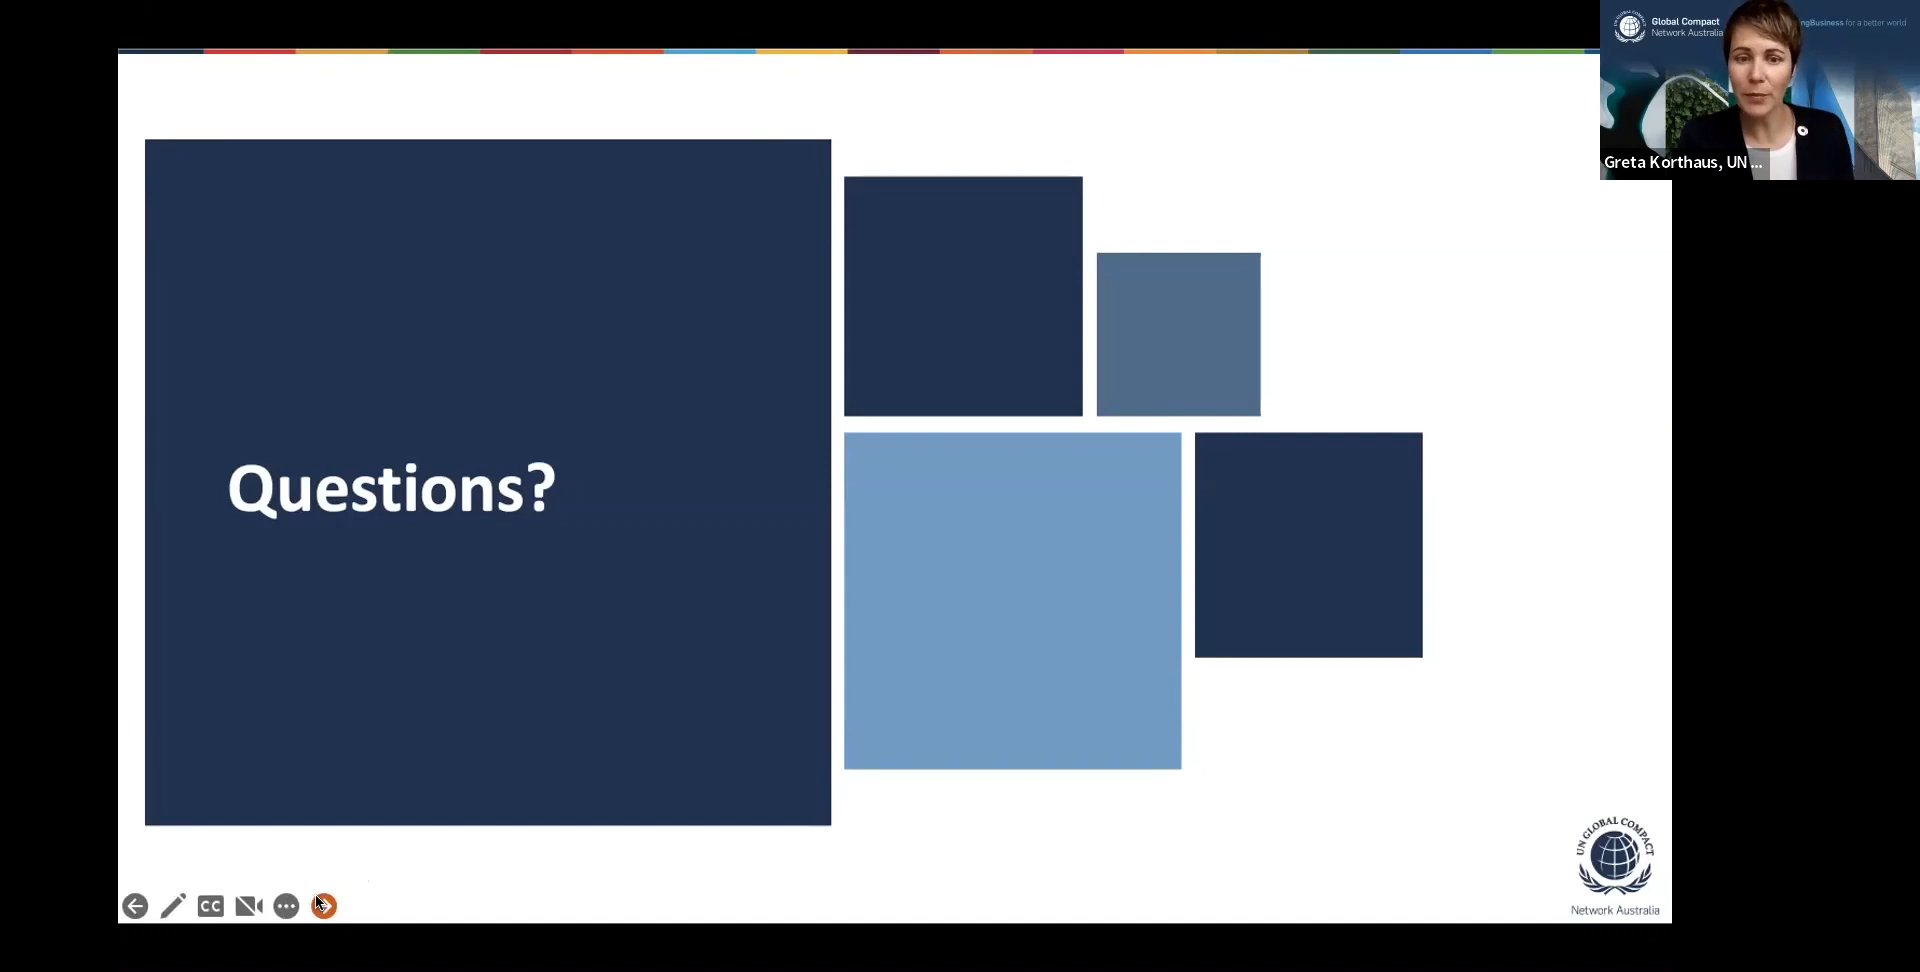 Global Compact
Network Australia
ngBusiness for a better world
Greta Korthaus, UN ...
Questions?
CC
UN GLOBAL COMPACT
Network Australia